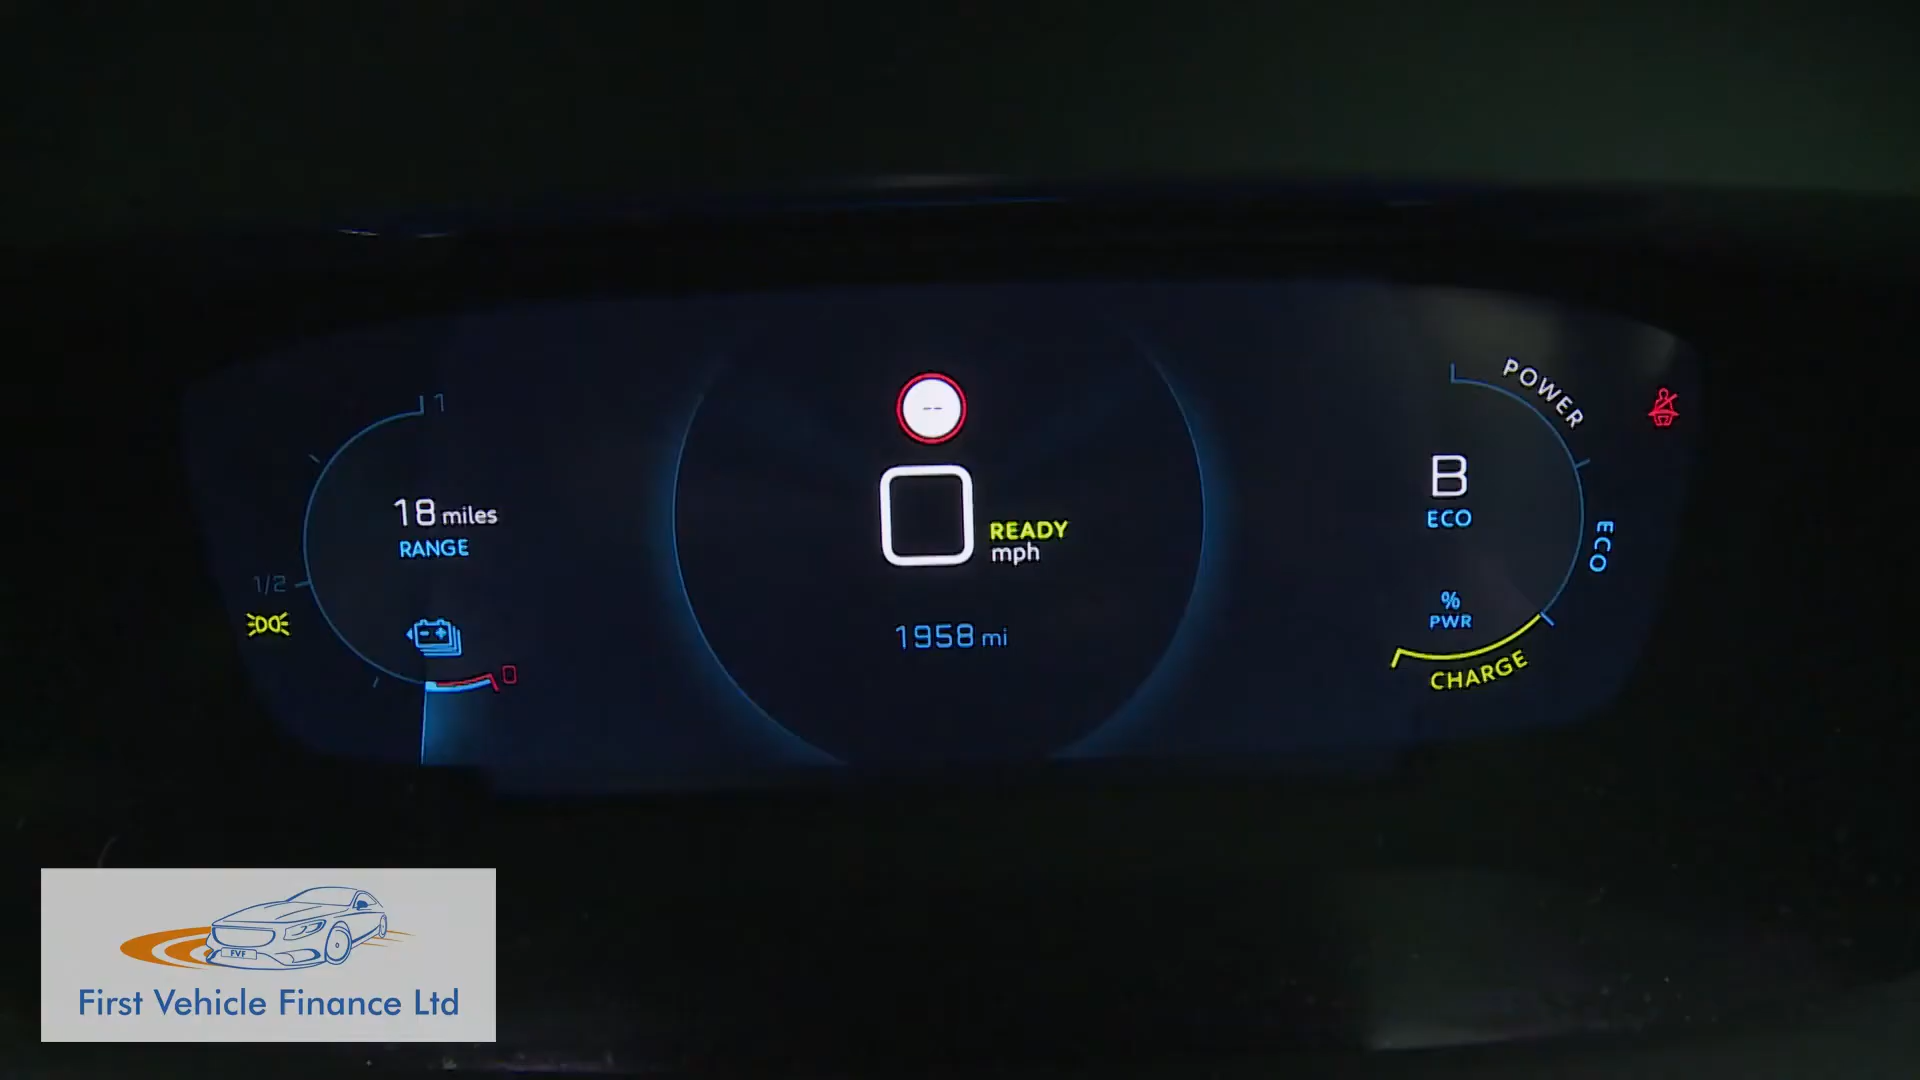 1
18 miles
RANGE
1/2
0
--
0
READY
mph
1958 mi
POWER
B
ECO
ECO
%
PWR
CHARGE
FVF
First Vehicle Finance Ltd